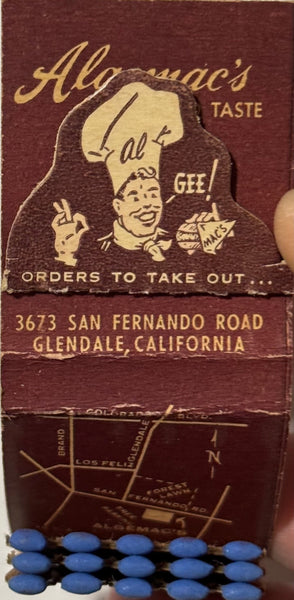 Algemac's
TASTE
Al
GEE!
MAC'S
ORDERS TO TAKE OUT...
3673 SAN FERNANDO ROAD
GLENDALE, CALIFORNIA
COLORADO BLVD.
BRAND
GLENDALE
N
LOS FELIZ
FOREST
LAWN
SAN FERNANDO RD
ALGEMAC'S